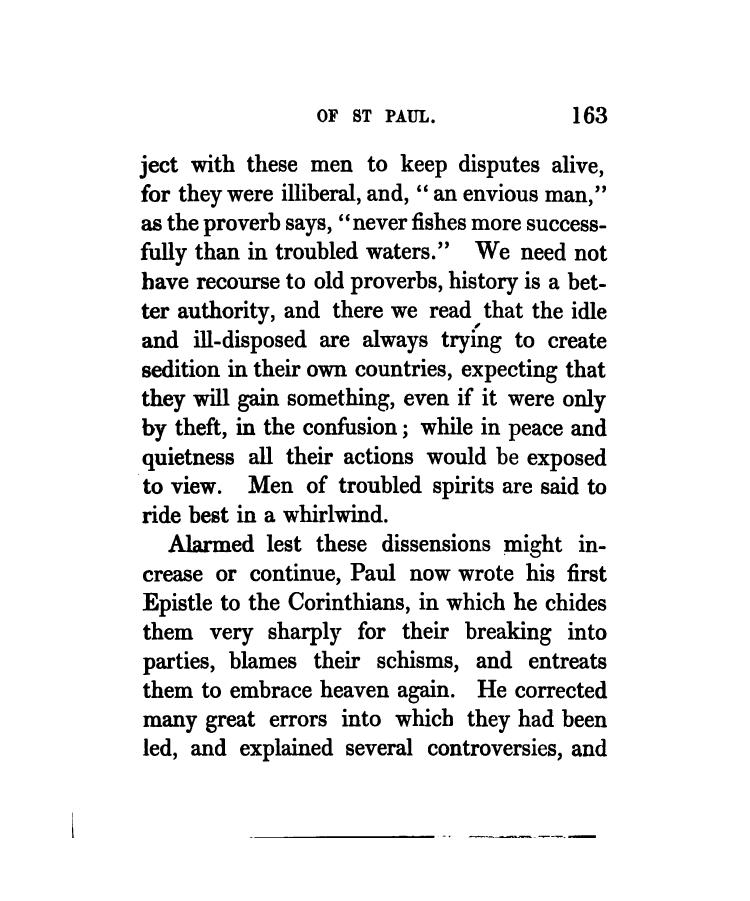 OF ST PAUL. 163
ject with these men to keep disputes alive,
for they were illiberal, and, “ an envious man,”
as the proverb says, “never fishes more success-
fully than in troubled waters.” We need not
have recourse to old proverbs, history is a bet-
ter authority, and there we read that the idle
and ill-disposed are always trying to create
sedition in their own countries, expecting that
they will gain something, even if it were only
by theft, in the confusion; while in peace and
quietness all their actions would be exposed
to view. Men of troubled spirits are said to
ride best in a whirlwind.
Alarmed lest these dissensions might in-
crease or continue, Paul now wrote his first
Epistle to the Corinthians, in which he chides
them very sharply for their breaking into
parties, blames their schisms, and entreats
them to embrace heaven again. He corrected
many great errors into which they had been
led, and explained several controversies, and